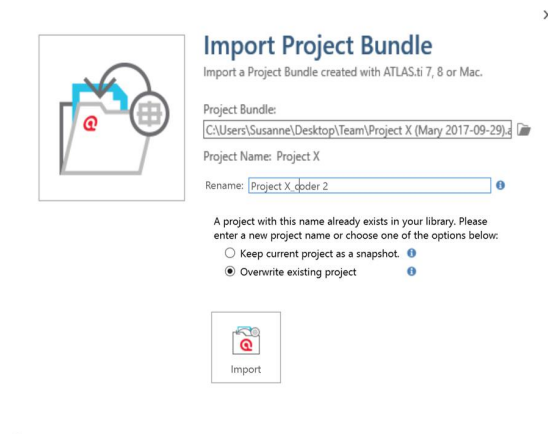 Import Project Bundle
Import a Project Bundle created with ATLAS.ti 7, 8 or Mac.
Project Bundle:
C:\Users\Susanne\Desktop\Team\Project X (Mary 2017-09-29).a
Project Name: Project X
Rename: Project X_coder 2
A project with this name already exists in your library. Please
enter a new project name or choose one of the options below:
Keep current project as a snapshot.
Overwrite existing project
Import